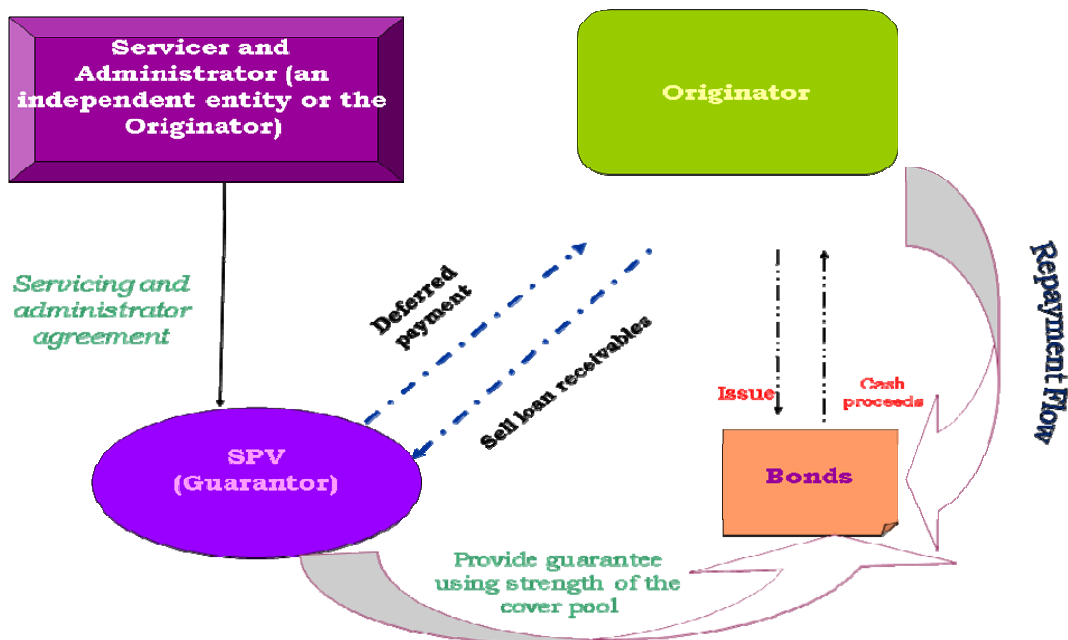 Servicer and
Administrator (an
independent entity or the
Originator)
Originator
Servicing and
administrator
agreement
Deferred
payment
Sell loan receivables
Issue
Cash
proceeds
Repayment Flow
SPV
(Guarantor)
Bonds
Provide guarantee
using strength of the
cover pool